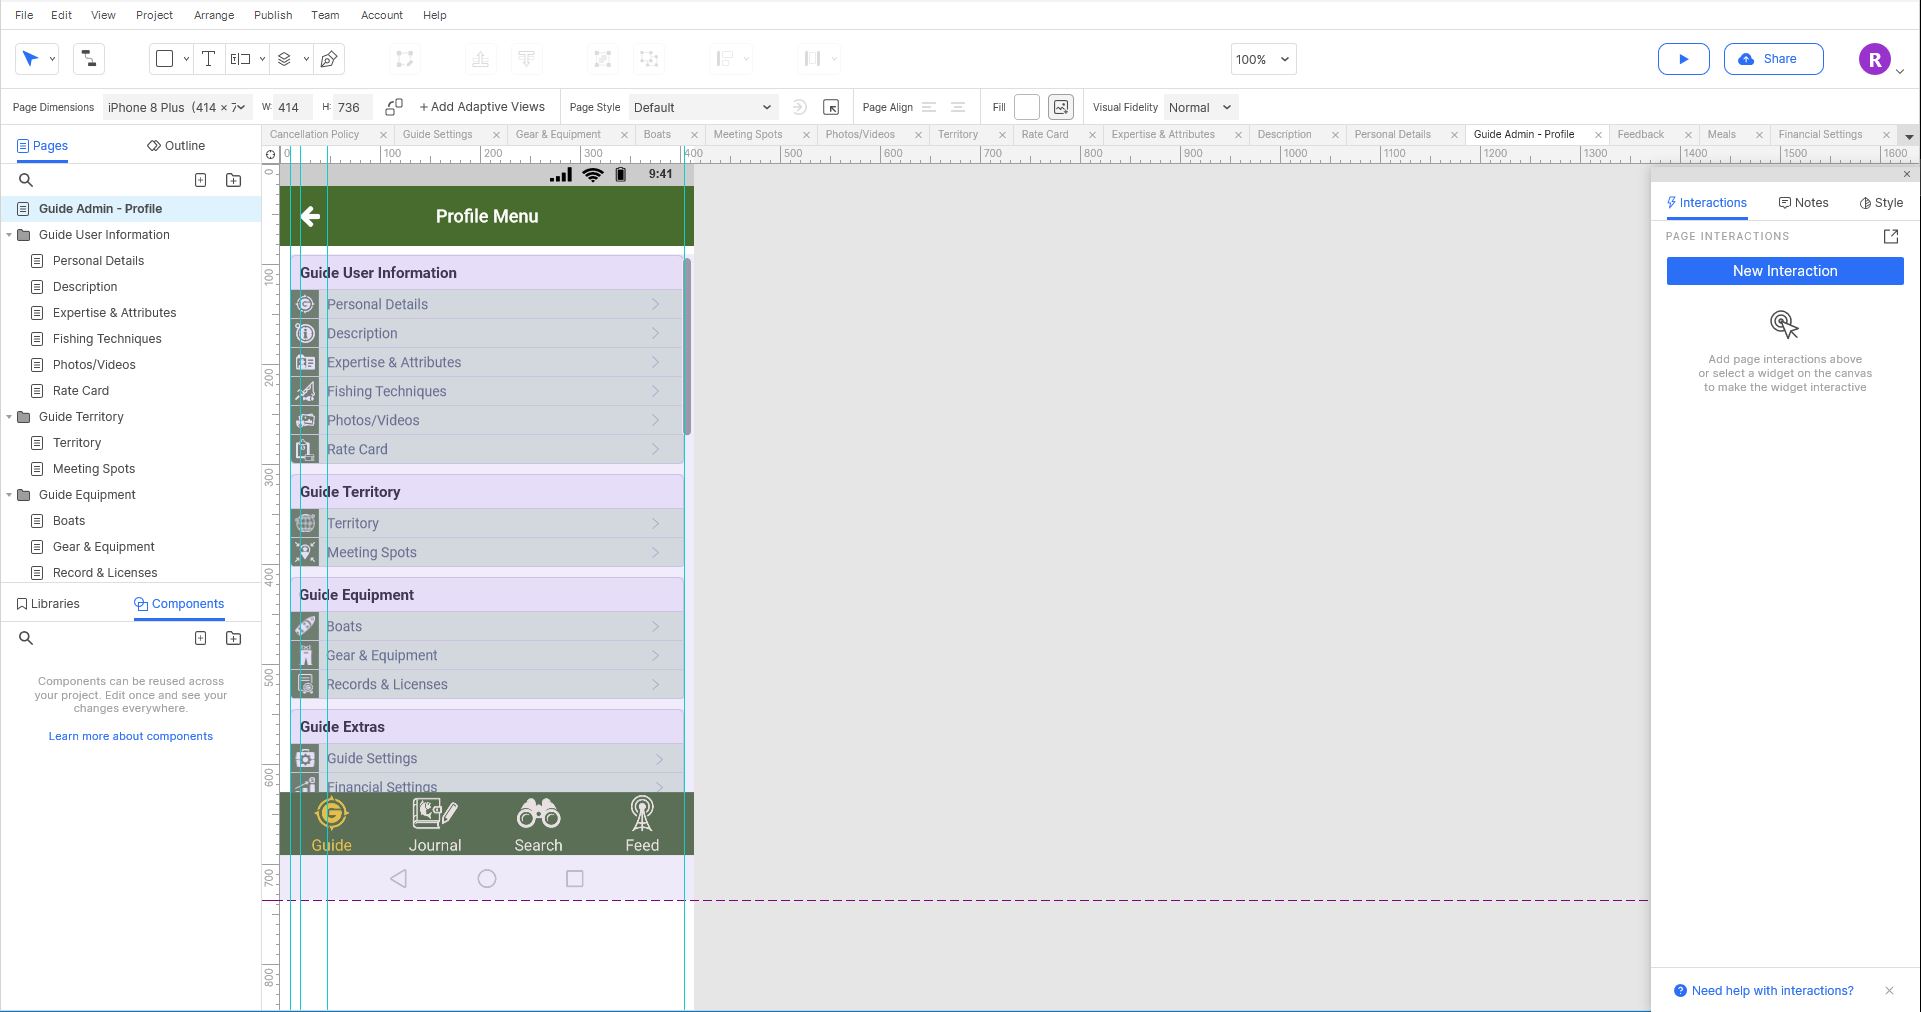 File Edit View Project Arrange Publish Team Account Help
100% Share R
Page Dimensions iPhone 8 Plus (414 × 7 W: 414 H: 736 + Add Adaptive Views Page Style Default Page Align Fill Visual Fidelity Normal
Pages Outline
Cancellation Policy Guide Settings Gear & Equipment Boats Meeting Spots Photos/Videos Territory Rate Card Expertise & Attributes Description Personal Details Guide Admin - Profile Feedback Meals Financial Settings
0 100 200 300 400 500 600 700 800 900 1000 1100 1200 1300 1400 1500 1600
Guide Admin - Profile
Guide User Information
Personal Details
Description
Expertise & Attributes
Fishing Techniques
Photos/Videos
Rate Card
Guide Territory
Territory
Meeting Spots
Guide Equipment
Boats
Gear & Equipment
Record & Licenses
Libraries Components
Components can be reused across
your project. Edit once and see your
changes everywhere.
Learn more about components
0
100
200
300
400
500
600
700
800
9:41
Profile Menu
Guide User Information
Personal Details
Description
Expertise & Attributes
Fishing Techniques
Photos/Videos
Rate Card
Guide Territory
Territory
Meeting Spots
Guide Equipment
Boats
Gear & Equipment
Records & Licenses
Guide Extras
Guide Settings
Financial Settings
G
Guide Journal Search Feed
Interactions Notes Style
PAGE INTERACTIONS
New Interaction
Add page interactions above
or select a widget on the canvas
to make the widget interactive
Need help with interactions?